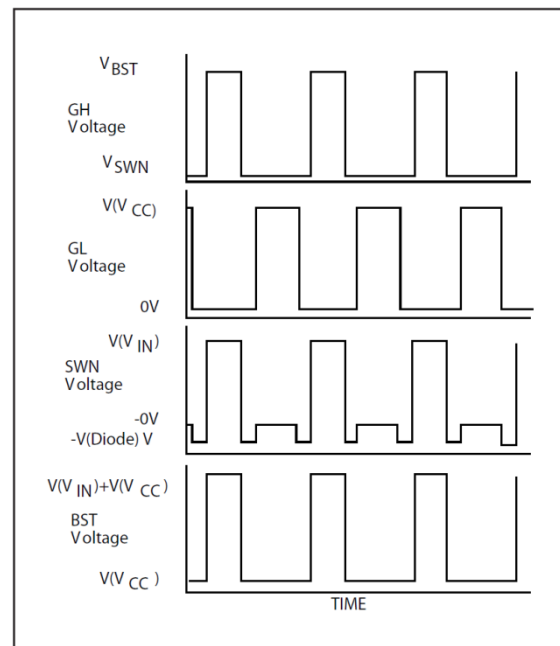 V BST
GH
Voltage
V SWN
V(V CC)
GL
Voltage
0V
V(V IN)
SWN
Voltage
-0V
-V(Diode) V
V(V IN)+V(V CC)
BST
Voltage
V(V CC)
TIME